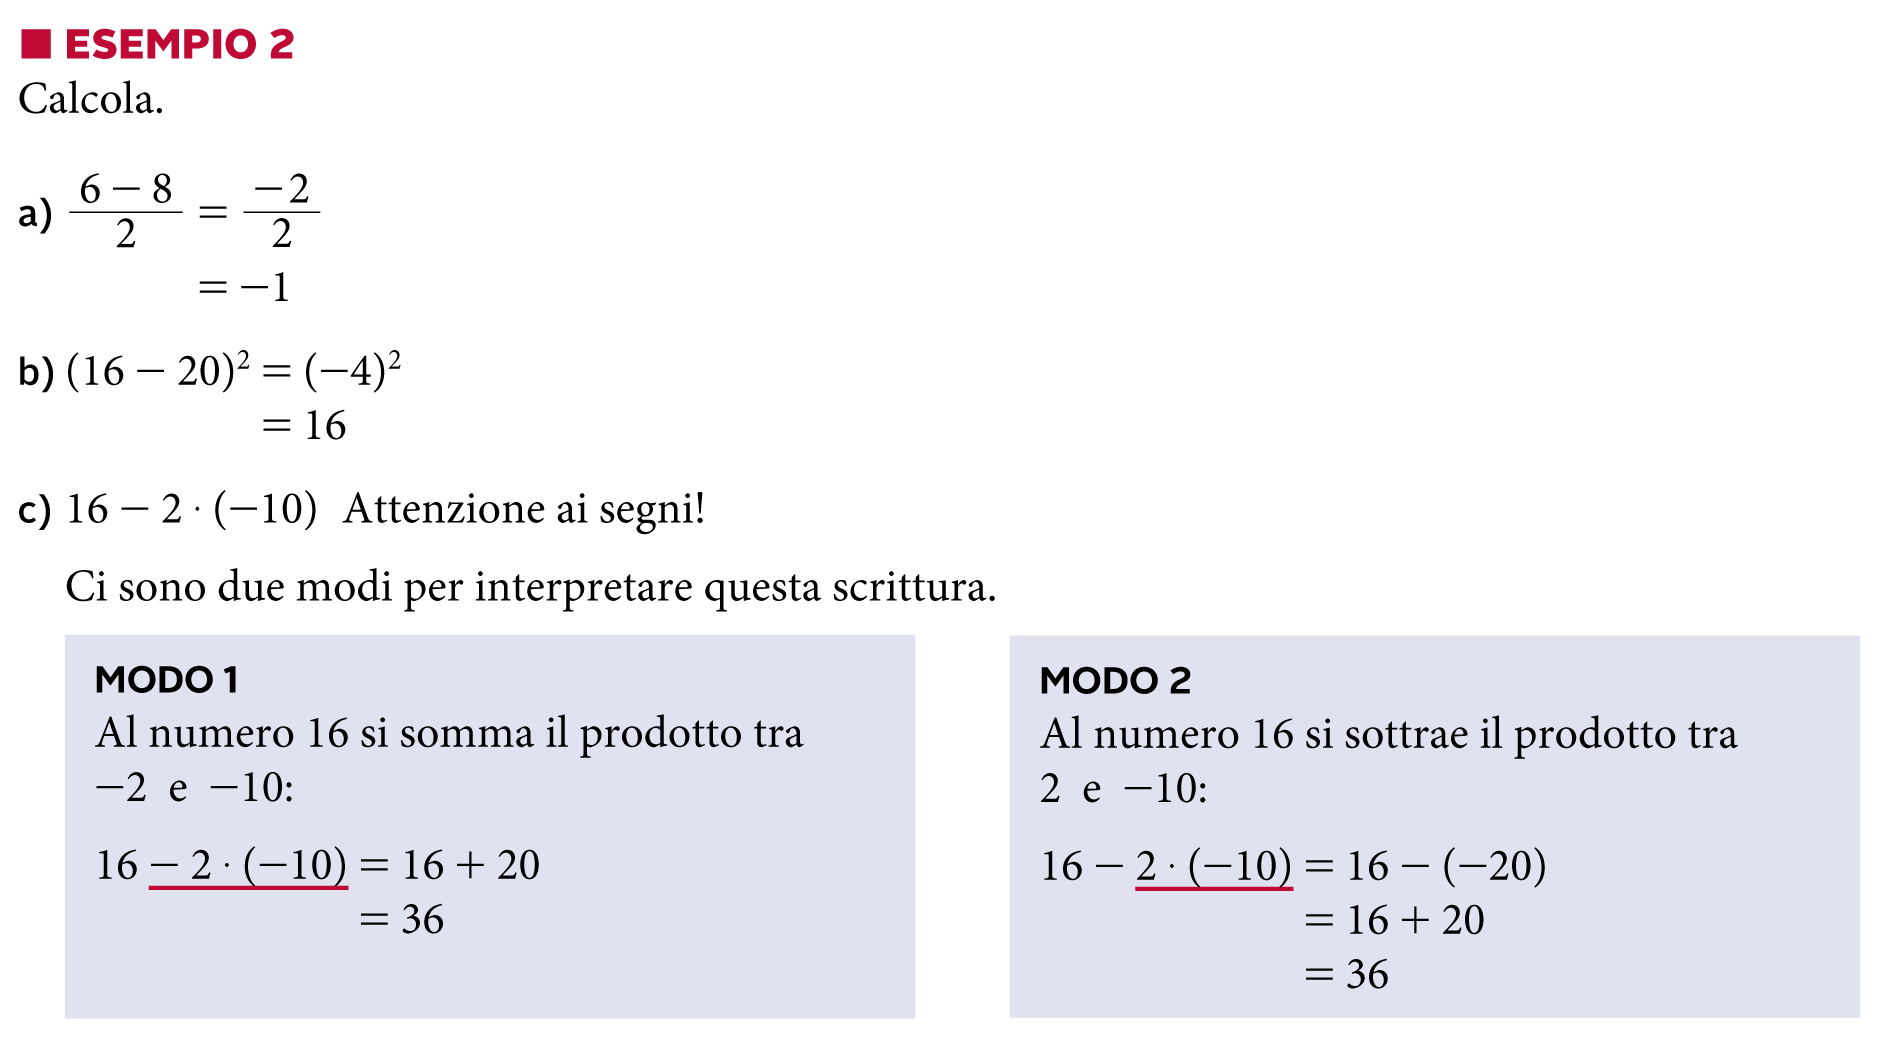 ESEMPIO 2
Calcola.
a) \frac{6 − 8}{2} = \frac{−2}{2}
= −1
b) (16 − 20)² = (−4)²
= 16
c) 16 − 2 · (−10) Attenzione ai segni!
Ci sono due modi per interpretare questa scrittura.
MODO 1
Al numero 16 si somma il prodotto tra
−2 e −10:
16 − 2 · (−10) = 16 + 20
= 36
MODO 2
Al numero 16 si sottrae il prodotto tra
2 e −10:
16 − 2 · (−10) = 16 − (−20)
= 16 + 20
= 36